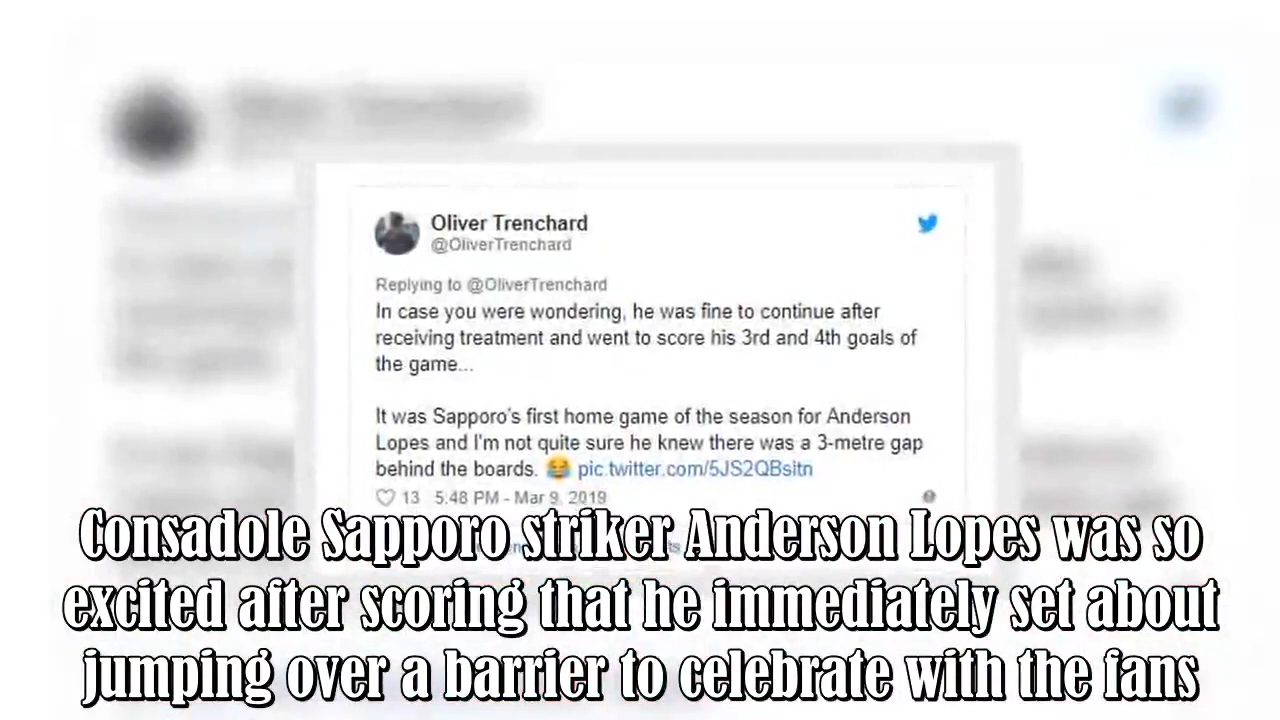 Oliver Trenchard
@OliverTrenchard
Replying to @OliverTrenchard
In case you were wondering, he was fine to continue after
receiving treatment and went to score his 3rd and 4th goals of
the game...
It was Sapporo's first home game of the season for Anderson
Lopes and I'm not quite sure he knew there was a 3-metre gap
behind the boards. 😂 pic.twitter.com/5JS2QBsitn
13 5:48 PM - Mar 9, 2019
Consadole Sapporo striker Anderson Lopes was so
excited after scoring that he immediately set about
jumping over a barrier to celebrate with the fans